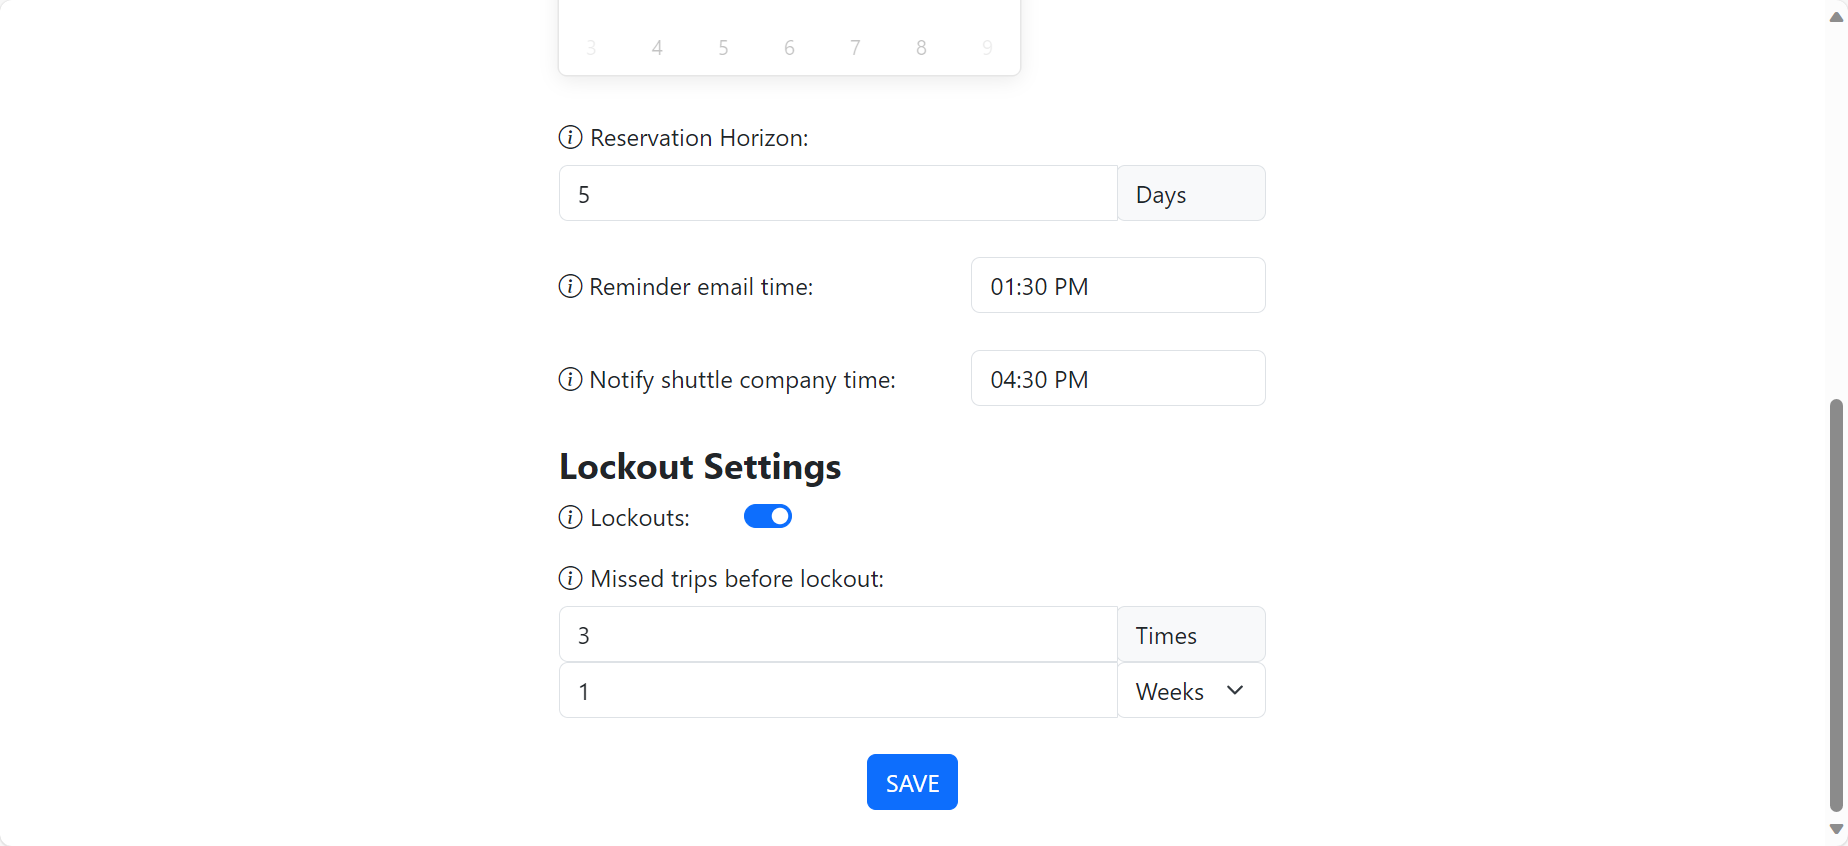 3 4 5 6 7 8 9
Reservation Horizon:
5 Days
Reminder email time: 01:30 PM
Notify shuttle company time: 04:30 PM
Lockout Settings
Lockouts:
Missed trips before lockout:
3 Times
1 Weeks
SAVE